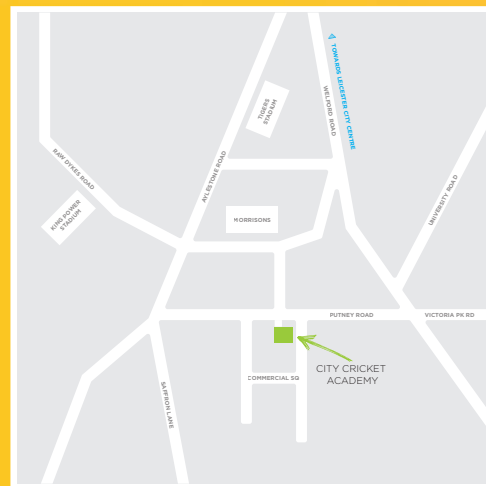 TOWARDS LEICESTER CITY CENTRE
WELFORD ROAD
TIGERS
STADIUM
AYLESTONE ROAD
RAW DYKES ROAD
KING POWER
STADIUM
MORRISONS
UNIVERSITY ROAD
PUTNEY ROAD
VICTORIA PK RD
CITY CRICKET
ACADEMY
COMMERCIAL SQ
SAFFRON LANE